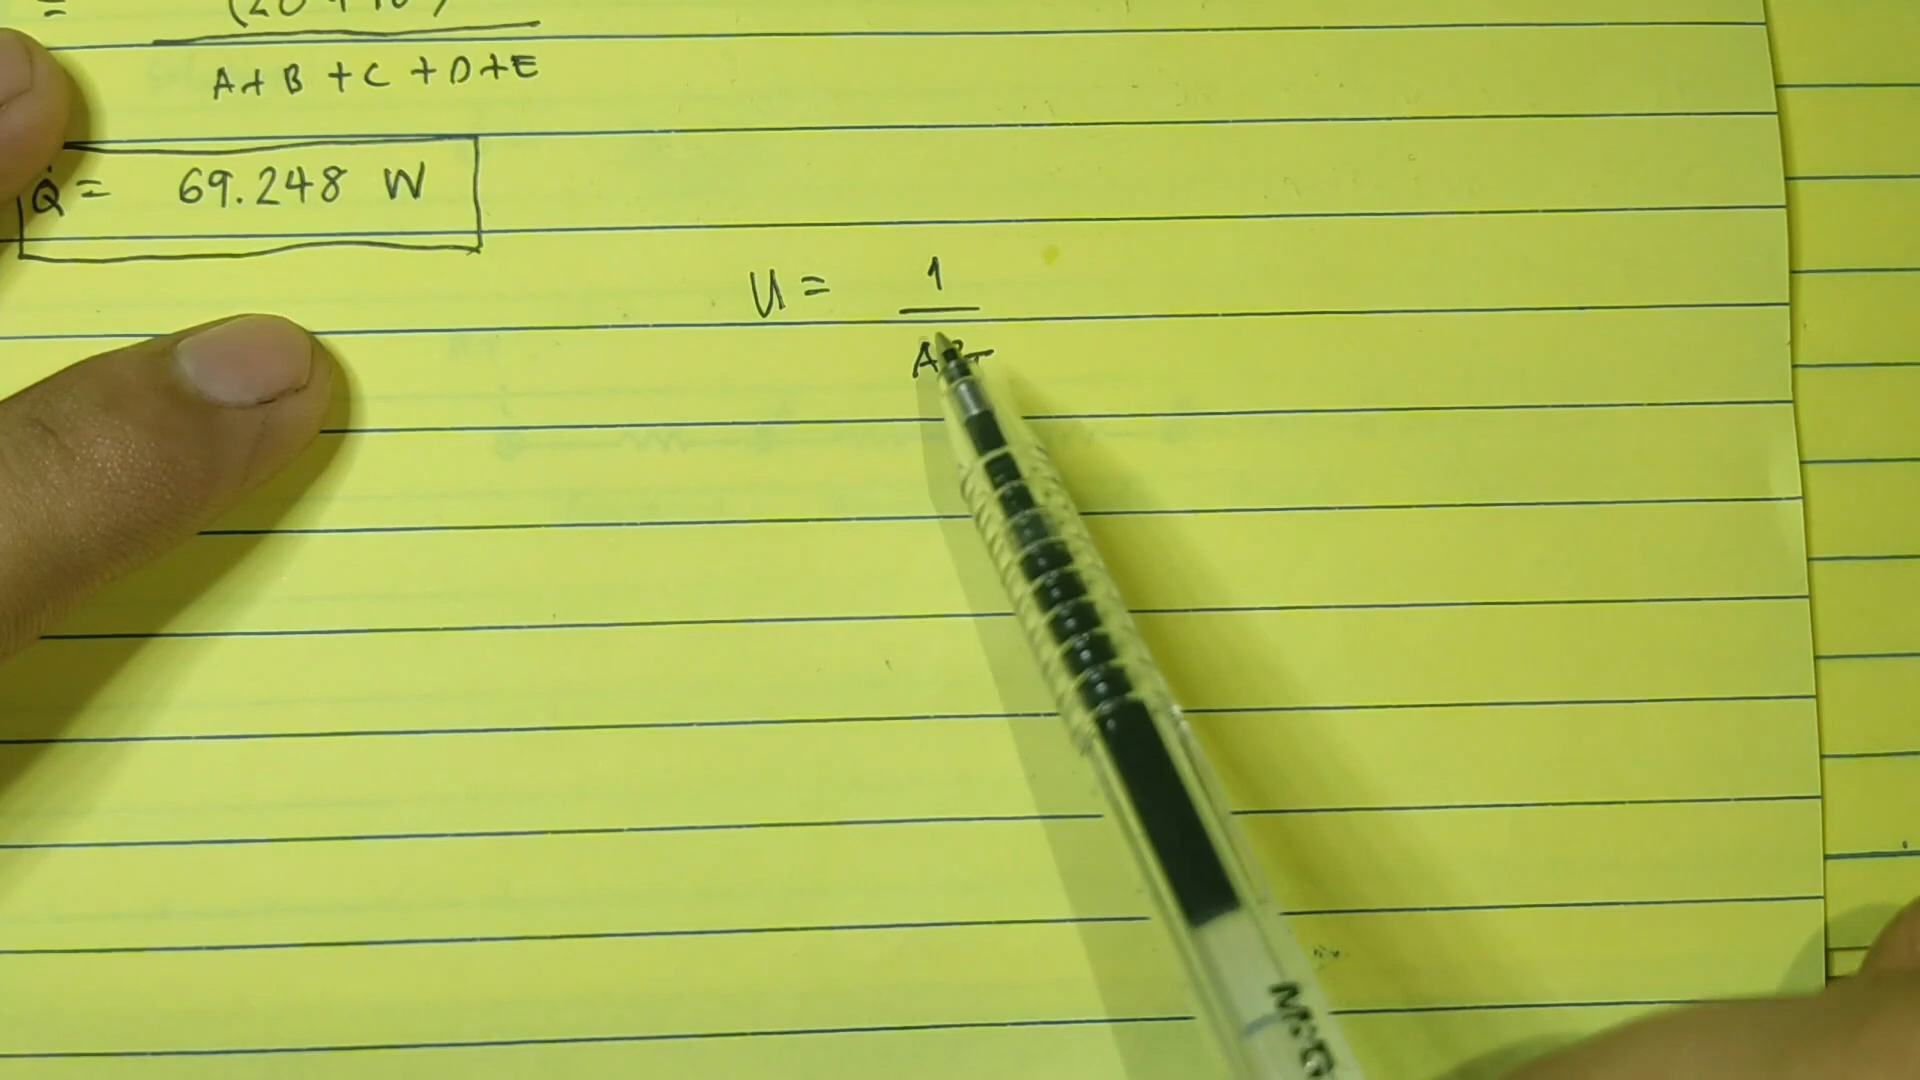 =
A+B+C+D+E
Q̇ = 69.248 W
U = 1
A
M&G